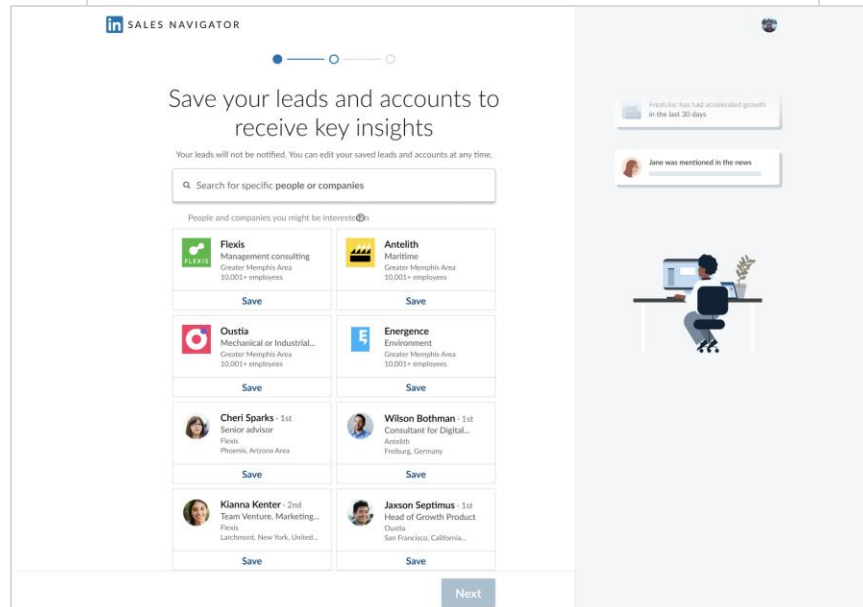 in SALES NAVIGATOR
Save your leads and accounts to
receive key insights
Your leads will not be notified. You can edit your saved leads and accounts at any time.
Search for specific people or companies
People and companies you might be interested in
FLEXIS
Flexis
Management consulting
Greater Memphis Area
10,001+ employees
Save
Antelith
Maritime
Greater Memphis Area
10,001+ employees
Save
Oustia
Mechanical or Industrial...
Greater Memphis Area
10,001+ employees
Save
Energence
Environment
Greater Memphis Area
10,001+ employees
Save
Cheri Sparks · 1st
Senior advisor
Flexis
Phoenix, Arizona Area
Save
Wilson Bothman · 1st
Consultant for Digital...
Antelith
Freiburg, Germany
Save
Kianna Kenter · 2nd
Team Venture, Marketing...
Flexis
Larchmont, New York, United...
Save
Jaxson Septimus · 1st
Head of Growth Product
Oustia
San Francisco, California...
Save
Next
Fresh.Inc has had accelerated growth
in the last 30 days
Jane was mentioned in the news